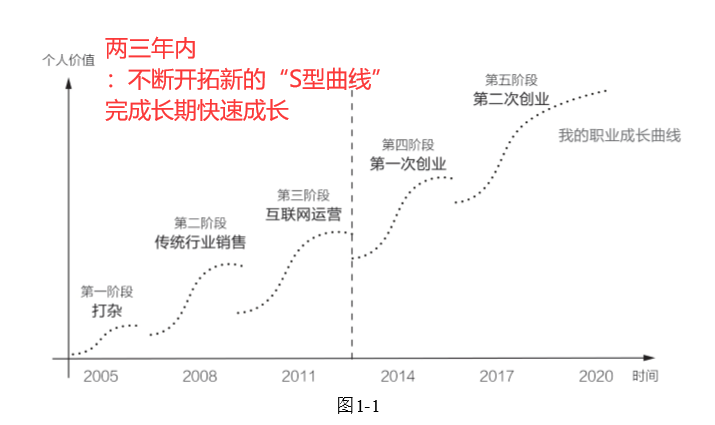 个人价值
两三年内
：不断开拓新的“S型曲线”
完成长期快速成长
第五阶段
第二次创业
我的职业成长曲线
第四阶段
第一次创业
第三阶段
互联网运营
第二阶段
传统行业销售
第一阶段
打杂
2005 2008 2011 2014 2017 2020 时间
图1-1